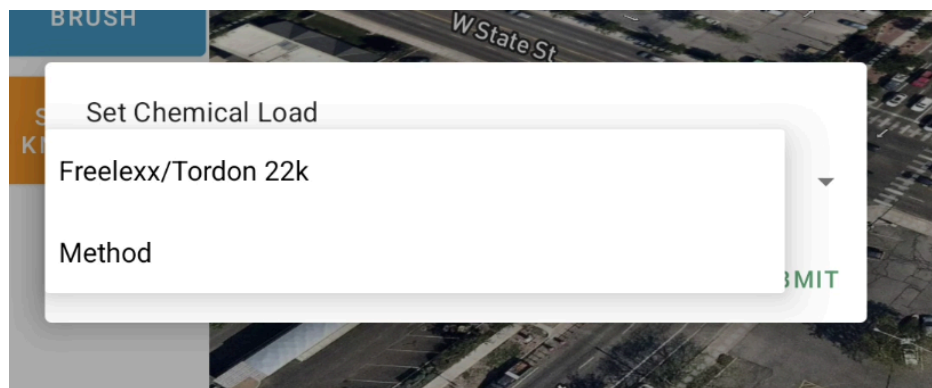 BRUSH
W State St
Set Chemical Load
Freelexx/Tordon 22k
Method